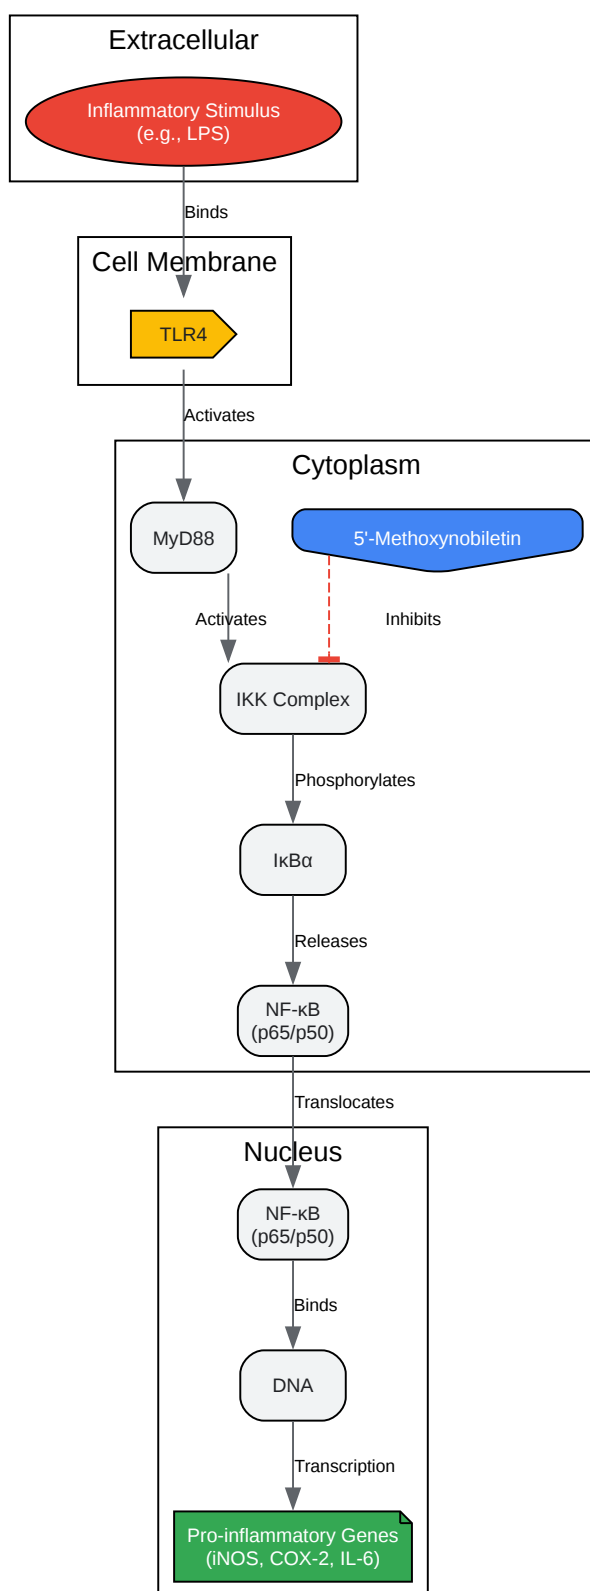 Extracellular
Inflammatory Stimulus
(e.g., LPS)
Binds
Cell Membrane
TLR4
Activates
Cytoplasm
MyD88
5'-Methoxynobiletin
Activates
Inhibits
IKK Complex
Phosphorylates
IκBα
Releases
NF-κB
(p65/p50)
Translocates
Nucleus
NF-κB
(p65/p50)
Binds
DNA
Transcription
Pro-inflammatory Genes
(iNOS, COX-2, IL-6)